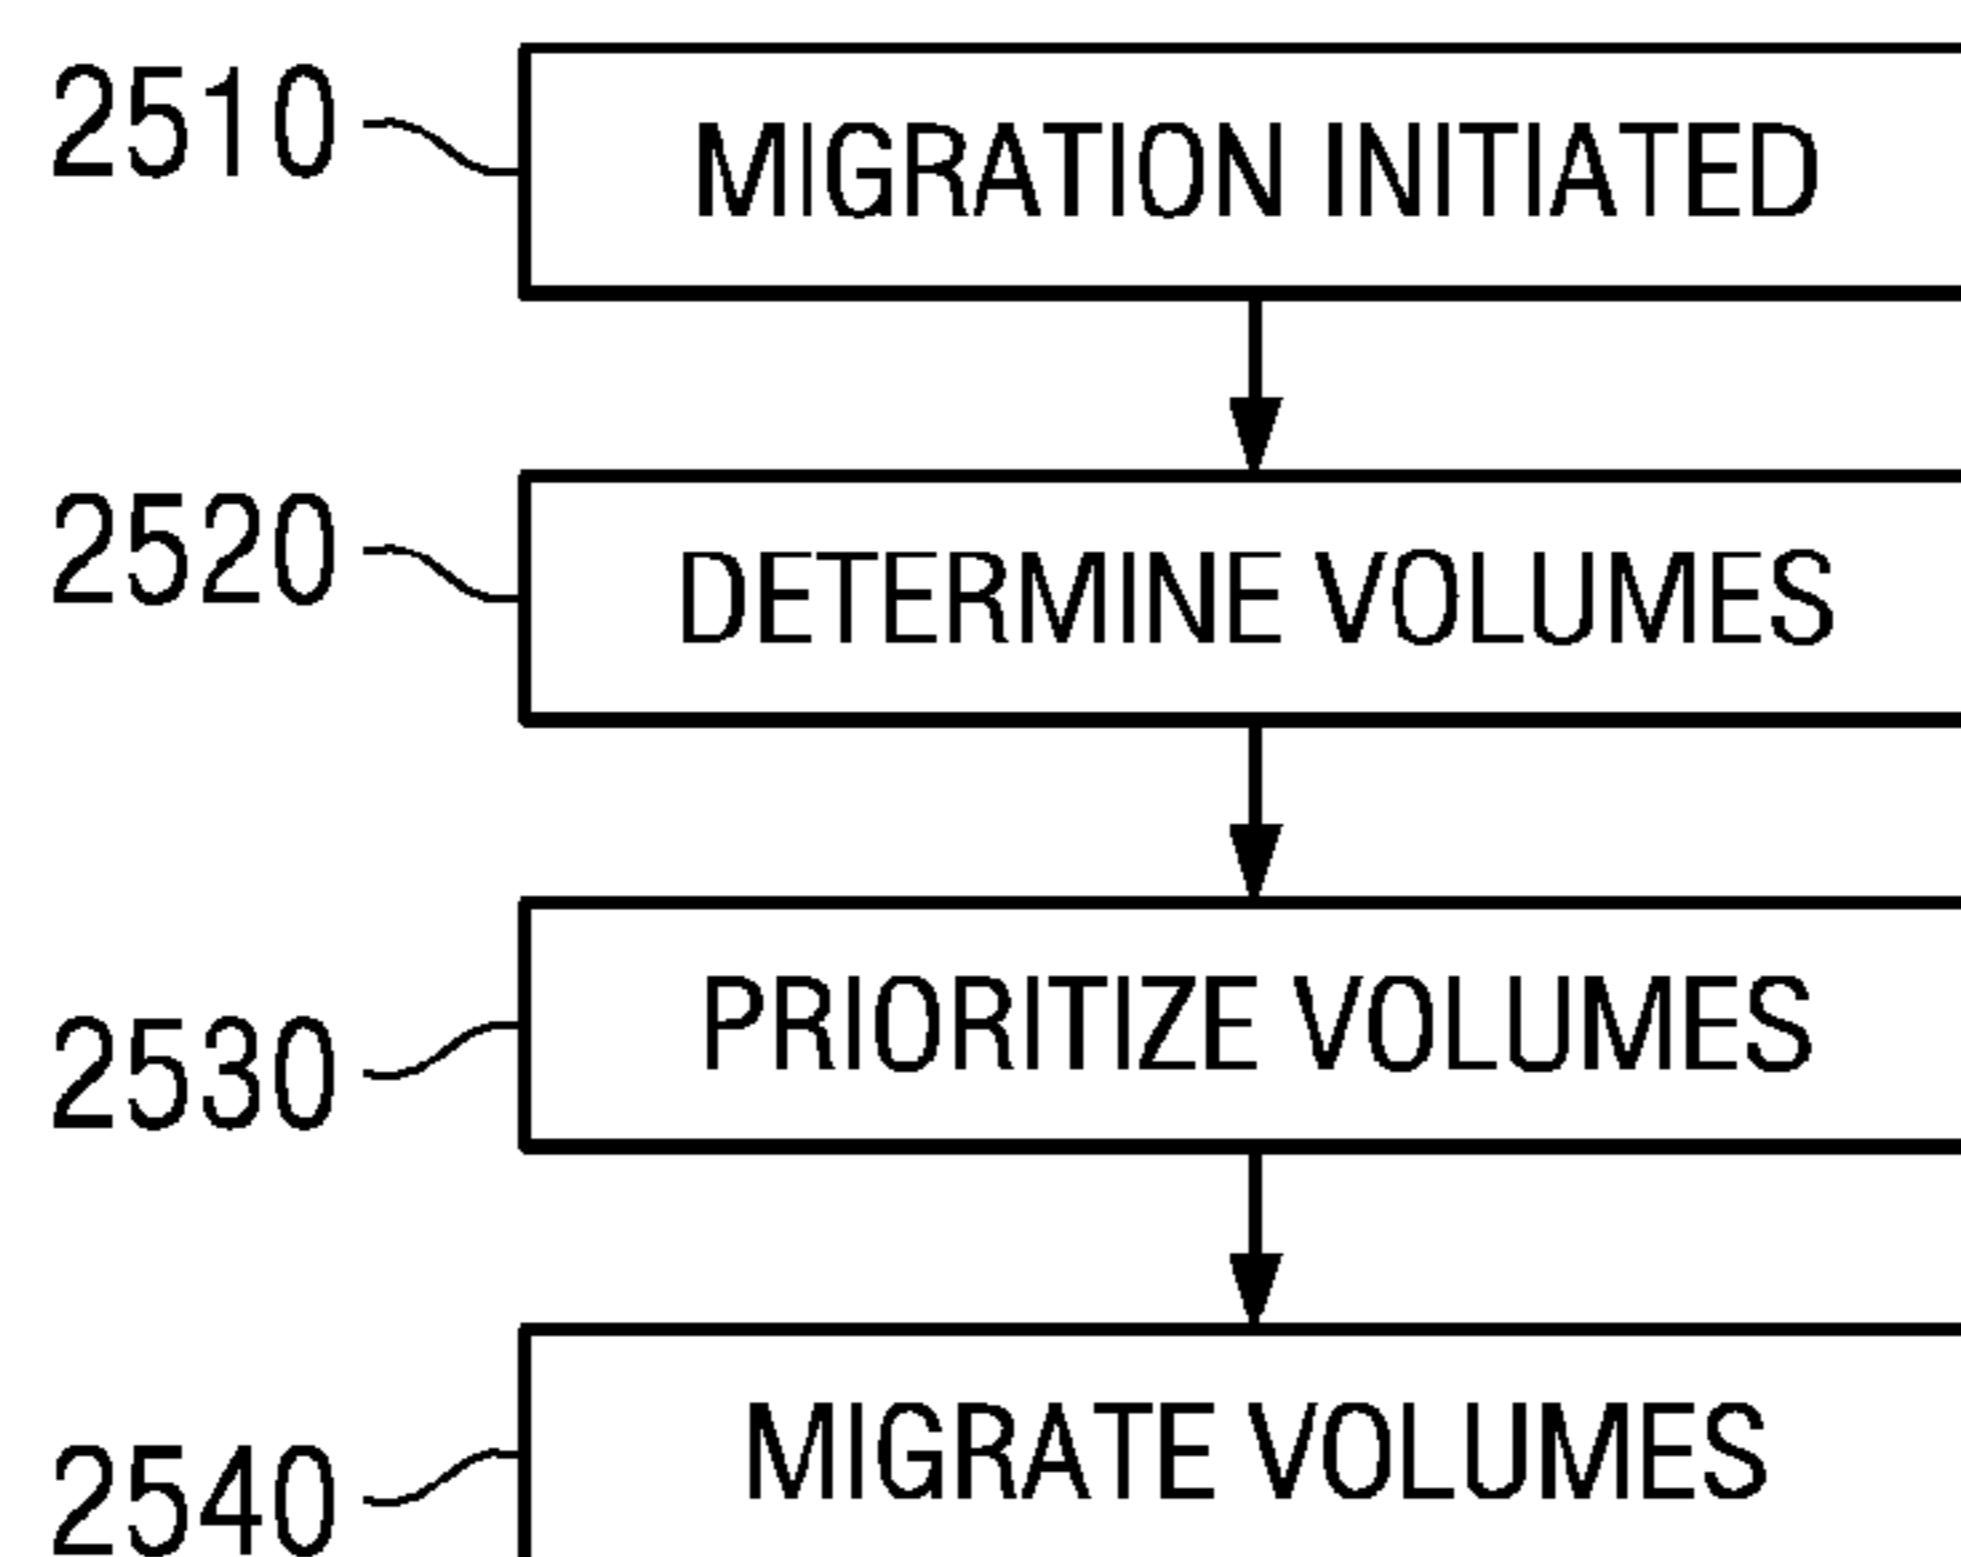 2510 MIGRATION INITIATED
2520 DETERMINE VOLUMES
2530 PRIORITIZE VOLUMES
2540 MIGRATE VOLUMES